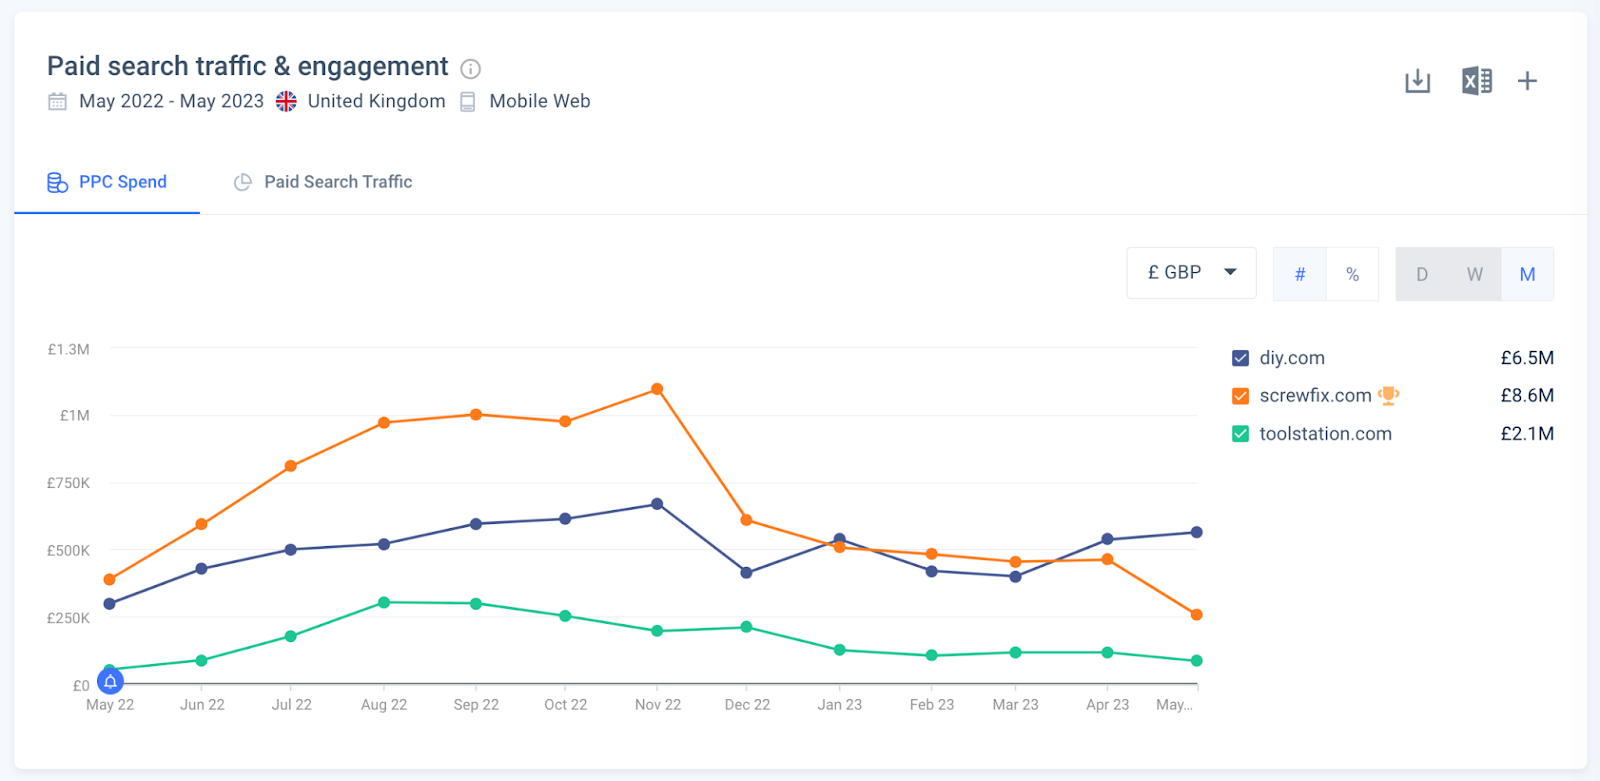 Paid search traffic & engagement
May 2022 - May 2023 United Kingdom Mobile Web
PPC Spend Paid Search Traffic
£ GBP # % D W M
£1.3M
£1M
£750K
£500K
£250K
£0
May 22 Jun 22 Jul 22 Aug 22 Sep 22 Oct 22 Nov 22 Dec 22 Jan 23 Feb 23 Mar 23 Apr 23 May...
diy.com £6.5M
screwfix.com £8.6M
toolstation.com £2.1M